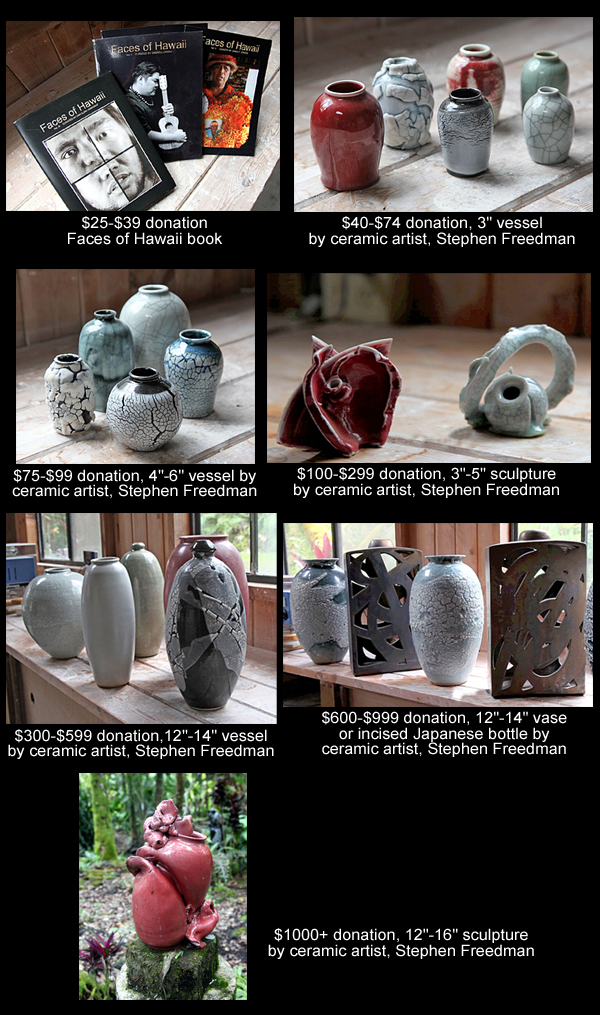 Faces of Hawaii
Faces of Hawaii
Faces of Hawaii
$25-$39 donation
Faces of Hawaii book
$40-$74 donation, 3" vessel
by ceramic artist, Stephen Freedman
$75-$99 donation, 4"-6" vessel by
ceramic artist, Stephen Freedman
$100-$299 donation, 3"-5" sculpture
by ceramic artist, Stephen Freedman
$300-$599 donation,12"-14" vessel
by ceramic artist, Stephen Freedman
$600-$999 donation, 12"-14" vase
or incised Japanese bottle by
ceramic artist, Stephen Freedman
$1000+ donation, 12"-16" sculpture
by ceramic artist, Stephen Freedman